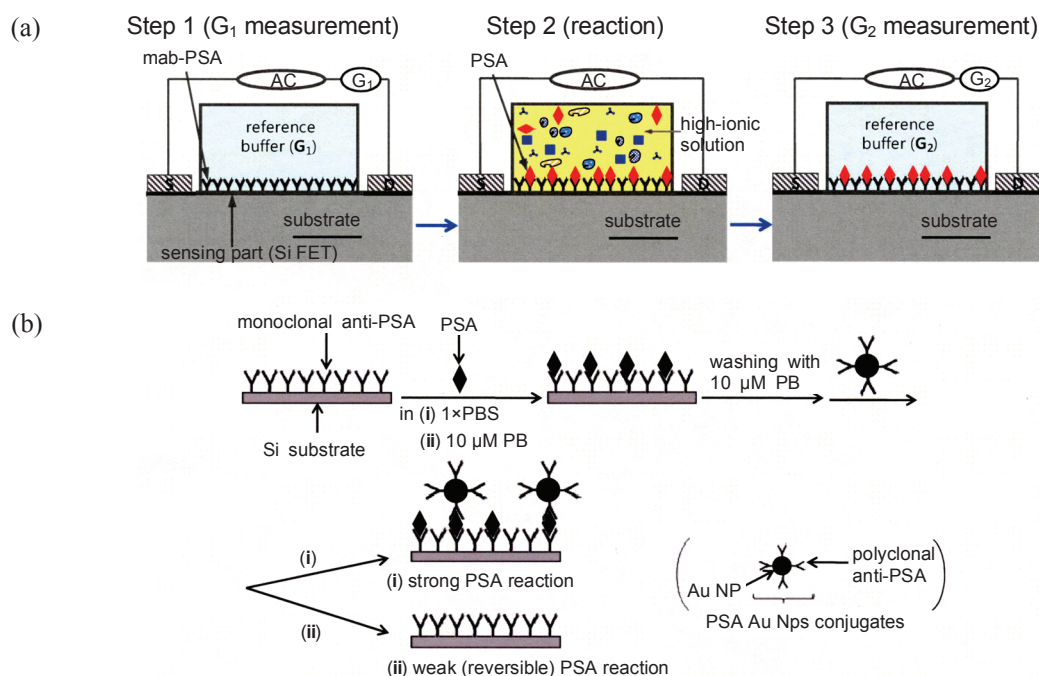 (a)
Step 1 (G₁ measurement)
Step 2 (reaction)
Step 3 (G₂ measurement)
mab-PSA
AC
G₁
reference
buffer (G₁)
S
D
substrate
sensing part (Si FET)
PSA
AC
high-ionic
solution
S
D
substrate
AC
G₂
reference
buffer (G₂)
S
D
substrate
(b)
monoclonal anti-PSA
PSA
Si substrate
in (i) 1×PBS
(ii) 10 µM PB
washing with
10 µM PB
(i)
(i) strong PSA reaction
(ii)
(ii) weak (reversible) PSA reaction
Au NP
polyclonal
anti-PSA
PSA Au Nps conjugates